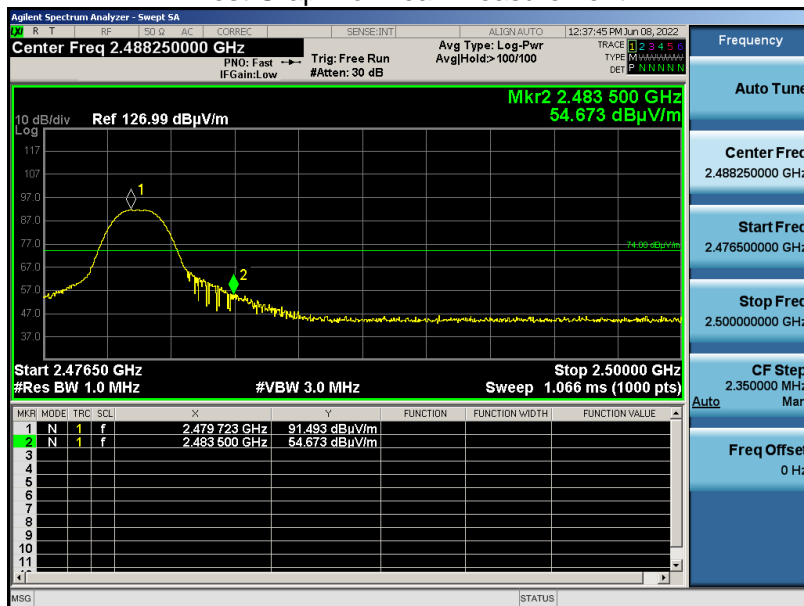 Agilent Spectrum Analyzer - Swept SA
LXI R T RF 50 Ω AC CORREC SENSE:INT ALIGN AUTO 12:37:45 PM Jun 08, 2022
Center Freq 2.488250000 GHz
PNO: Fast
IFGain:Low
Trig: Free Run
#Atten: 30 dB
Avg Type: Log-Pwr
Avg|Hold:>100/100
TRACE 1 2 3 4 5 6
TYPE M
DET P N N N N N
Mkr2 2.483 500 GHz
54.673 dBµV/m
10 dB/div Ref 126.99 dBµV/m
Log
117
107
97.0
87.0
77.0
67.0
57.0
47.0
37.0
1
2
74.00 dBµV/m
Start 2.47650 GHz
Stop 2.50000 GHz
#Res BW 1.0 MHz
#VBW 3.0 MHz
Sweep 1.066 ms (1000 pts)
MKR MODE TRC SCL X Y FUNCTION FUNCTION WIDTH FUNCTION VALUE
1 N 1 f 2.479 723 GHz 91.493 dBµV/m
2 N 1 f 2.483 500 GHz 54.673 dBµV/m
3
4
5
6
7
8
9
10
11
MSG
STATUS
Frequency
Auto Tune
Center Freq
2.488250000 GHz
Start Freq
2.476500000 GHz
Stop Freq
2.500000000 GHz
CF Step
2.350000 MHz
Auto Man
Freq Offset
0 Hz